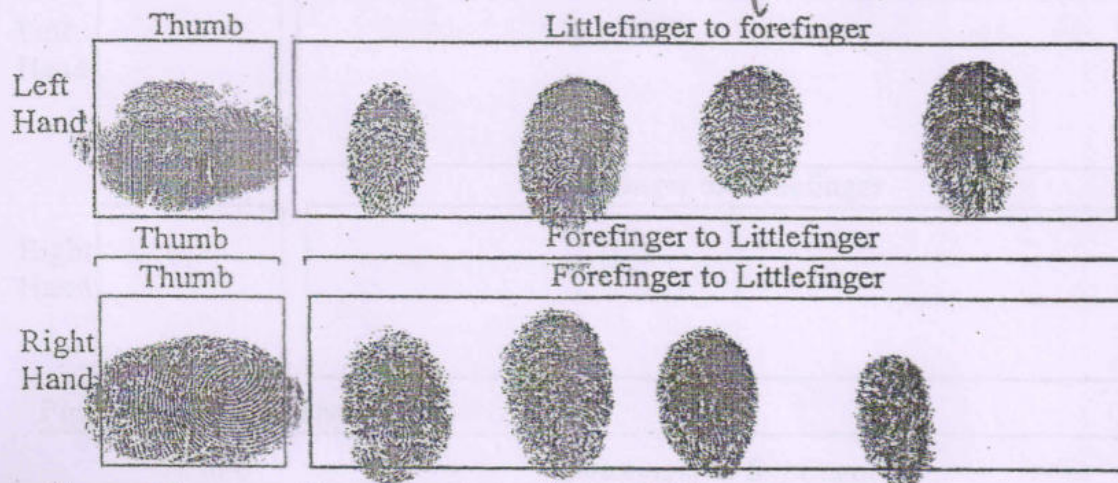 Thumb Littlefinger to forefinger
Left
Hand
Thumb Forefinger to Littlefinger
Thumb Forefinger to Littlefinger
Right
Hand